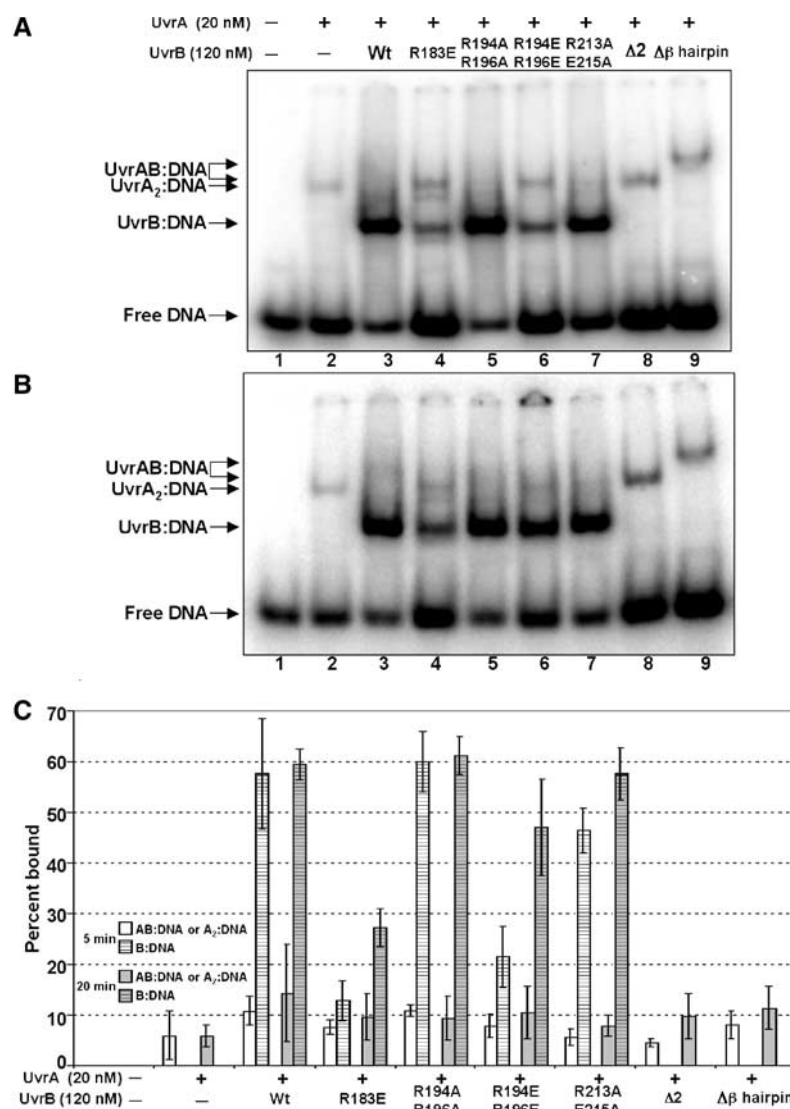 A
UvrA (20 nM) — + + + + + + + +
UvrB (120 nM) — — Wt R183E R194A R196A R194E R196E R213A E215A Δ2 Δβ hairpin
UvrAB:DNA
UvrA₂:DNA
UvrB:DNA
Free DNA
1 2 3 4 5 6 7 8 9
B
UvrAB:DNA
UvrA₂:DNA
UvrB:DNA
Free DNA
1 2 3 4 5 6 7 8 9
C
70
60
50
40
30
20
10
0
Percent bound
5 min
AB:DNA or A₂:DNA
B:DNA
20 min
AB:DNA or A₂:DNA
B:DNA
UvrA (20 nM) — + + + + + + + +
UvrB (120 nM) — — Wt R183E R194A R196A R194E R196E R213A E215A Δ2 Δβ hairpin